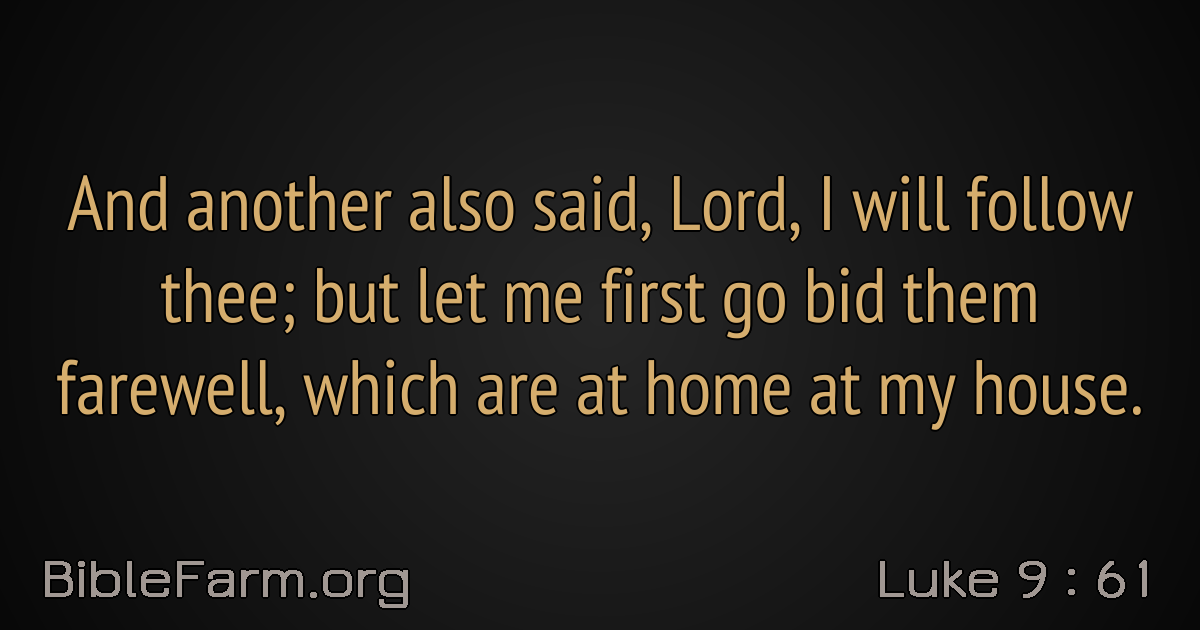 And another also said, Lord, I will follow
thee; but let me first go bid them
farewell, which are at home at my house.
BibleFarm.org
Luke 9 : 61